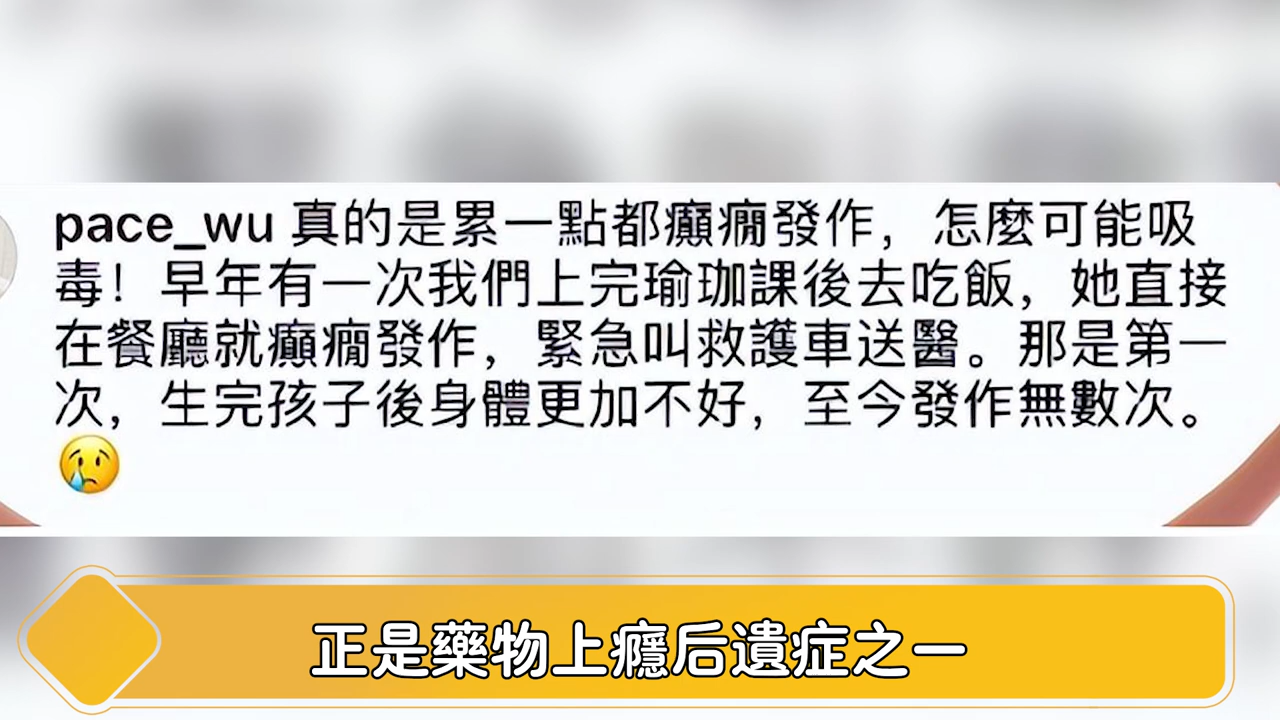 pace_wu 真的是累一點都癲癇發作，怎麼可能吸
毒！早年有一次我們上完瑜珈課後去吃飯，她直接
在餐廳就癲癇發作，緊急叫救護車送醫。那是第一
次，生完孩子後身體更加不好，至今發作無數次。
😢
正是藥物上癮后遺症之一